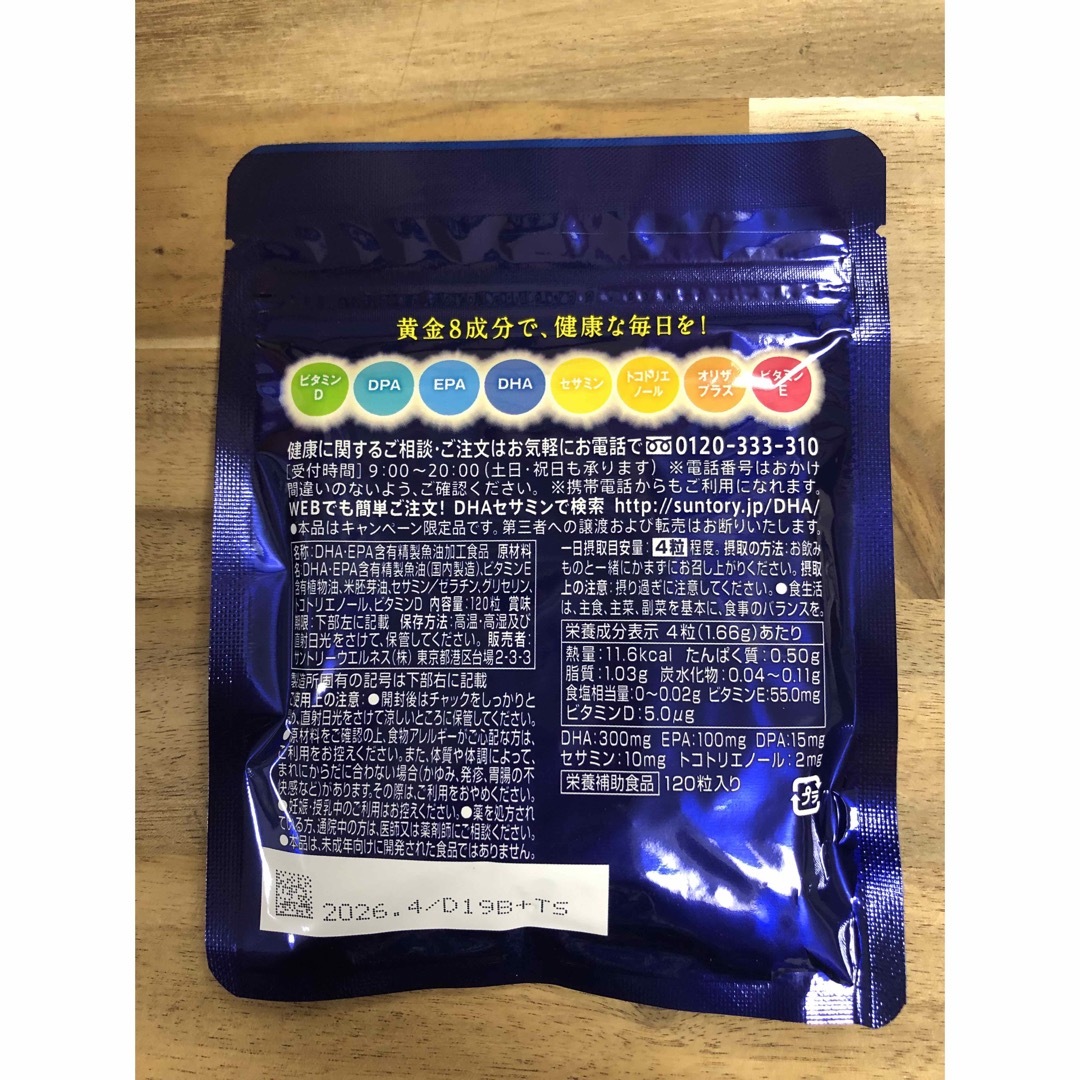 黄金8成分で、健康な毎日を!
ビタミン
D
DPA
EPA
DHA
セサミン
トコトリエ
ノール
オリザ
プラス
ビタミン
E
健康に関するご相談・ご注文はお気軽にお電話で 0120-333-310
[受付時間]9:00~20:00(土日・祝日も承ります) ※電話番号はおかけ
間違いのないよう、ご確認ください。 ※携帯電話からもご利用になれます。
WEBでも簡単ご注文! DHAセサミンで検索 http://suntory.jp/DHA/
●本品はキャンペーン限定品です。第三者への譲渡および転売はお断りいたします。
名称:DHA・EPA含有精製魚油加工食品 原材料
名:DHA・EPA含有精製魚油(国内製造)、ビタミンE
含有植物油、米胚芽油、セサミン/ゼラチン、グリセリン、
トコトリエノール、ビタミンD 内容量:120粒 賞味
期限:下部左に記載 保存方法:高温・高湿及び
直射日光をさけて、保管してください。 販売者:
サントリーウエルネス(株) 東京都港区台場2-3-3
製造所固有の記号は下部右に記載
ご使用上の注意:●開封後はチャックをしっかりと
め、直射日光をさけて涼しいところに保管してください。
●原材料をご確認の上、食物アレルギーがご心配な方は、
ご利用をお控えください。また、体質や体調によって、
まれにからだに合わない場合(かゆみ、発疹、胃腸の不
快感など)があります。その際は、ご利用をおやめください。
●妊娠・授乳中のご利用はお控えください。●薬を処方され
ている方、通院中の方は、医師又は薬剤師にご相談ください。
●本品は、未成年向けに開発された食品ではありません。
一日摂取目安量:4粒程度。摂取の方法:お飲み
ものと一緒にかまずにお召し上がりください。摂取
上の注意:摂り過ぎに注意してください。●食生活
は、主食、主菜、副菜を基本に、食事のバランスを。
栄養成分表示 4粒(1.66g)あたり
熱量:11.6kcal たんぱく質:0.50g
脂質:1.03g 炭水化物:0.04~0.11g
食塩相当量:0~0.02g ビタミンE:55.0mg
ビタミンD:5.0μg
DHA:300mg EPA:100mg DPA:15mg
セサミン:10mg トコトリエノール:2mg
栄養補助食品 120粒入り
プラ
2026.4/D19B+TS